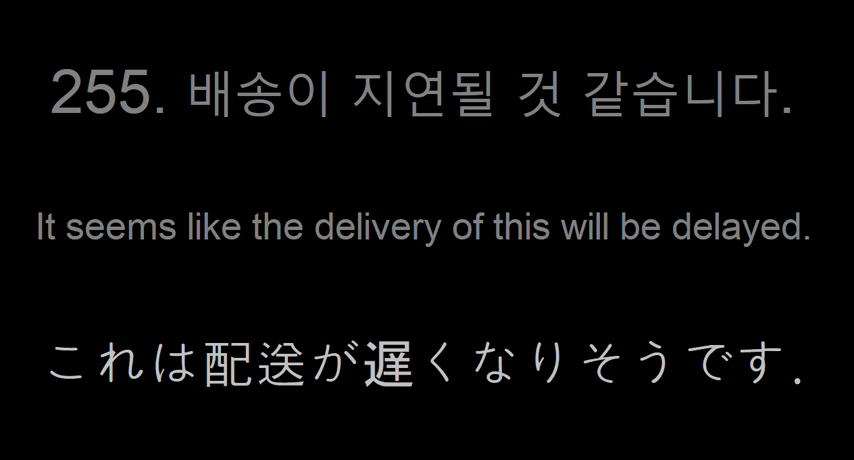 255. 배송이 지연될 것 같습니다.
It seems like the delivery of this will be delayed.
これは配送が遅くなりそうです.